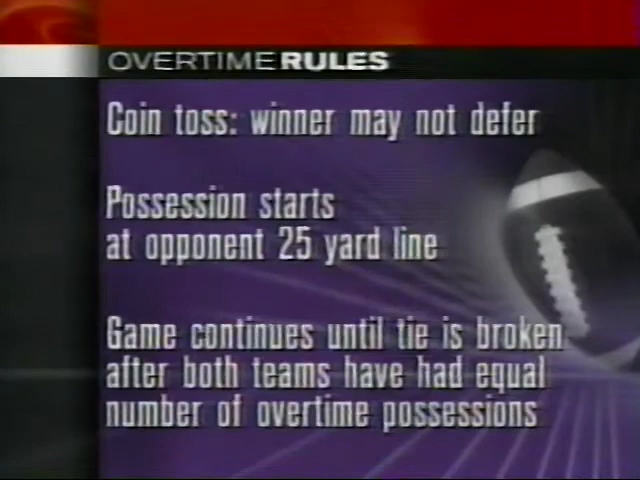 OVERTIME RULES
Coin toss: winner may not defer
Possession starts
at opponent 25 yard line
Game continues until tie is broken
after both teams have had equal
number of overtime possessions